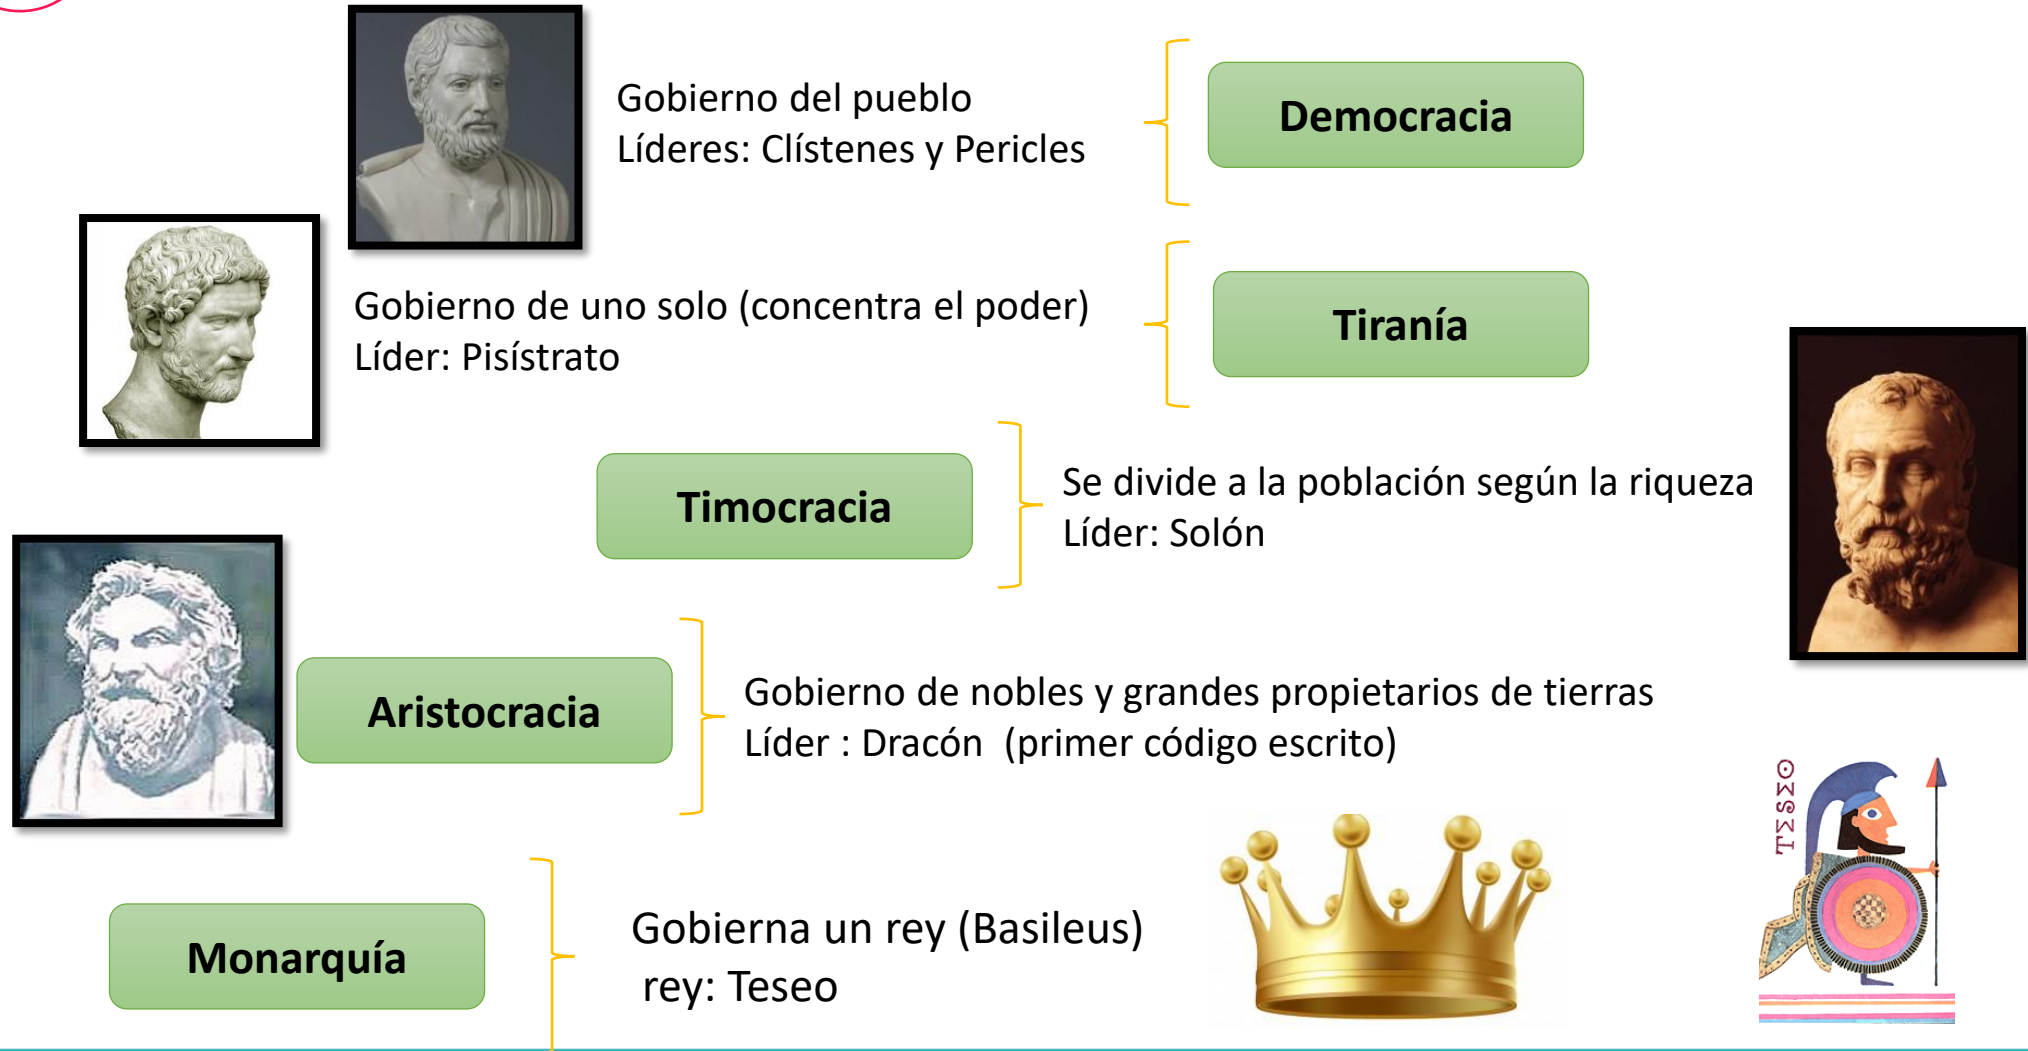 Gobierno del pueblo
Líderes: Clístenes y Pericles
Democracia
Gobierno de uno solo (concentra el poder)
Líder: Pisístrato
Tiranía
Timocracia
Se divide a la población según la riqueza
Líder: Solón
Aristocracia
Gobierno de nobles y grandes propietarios de tierras
Líder : Dracón (primer código escrito)
TΣSΣO
Monarquía
Gobierna un rey (Basileus)
rey: Teseo